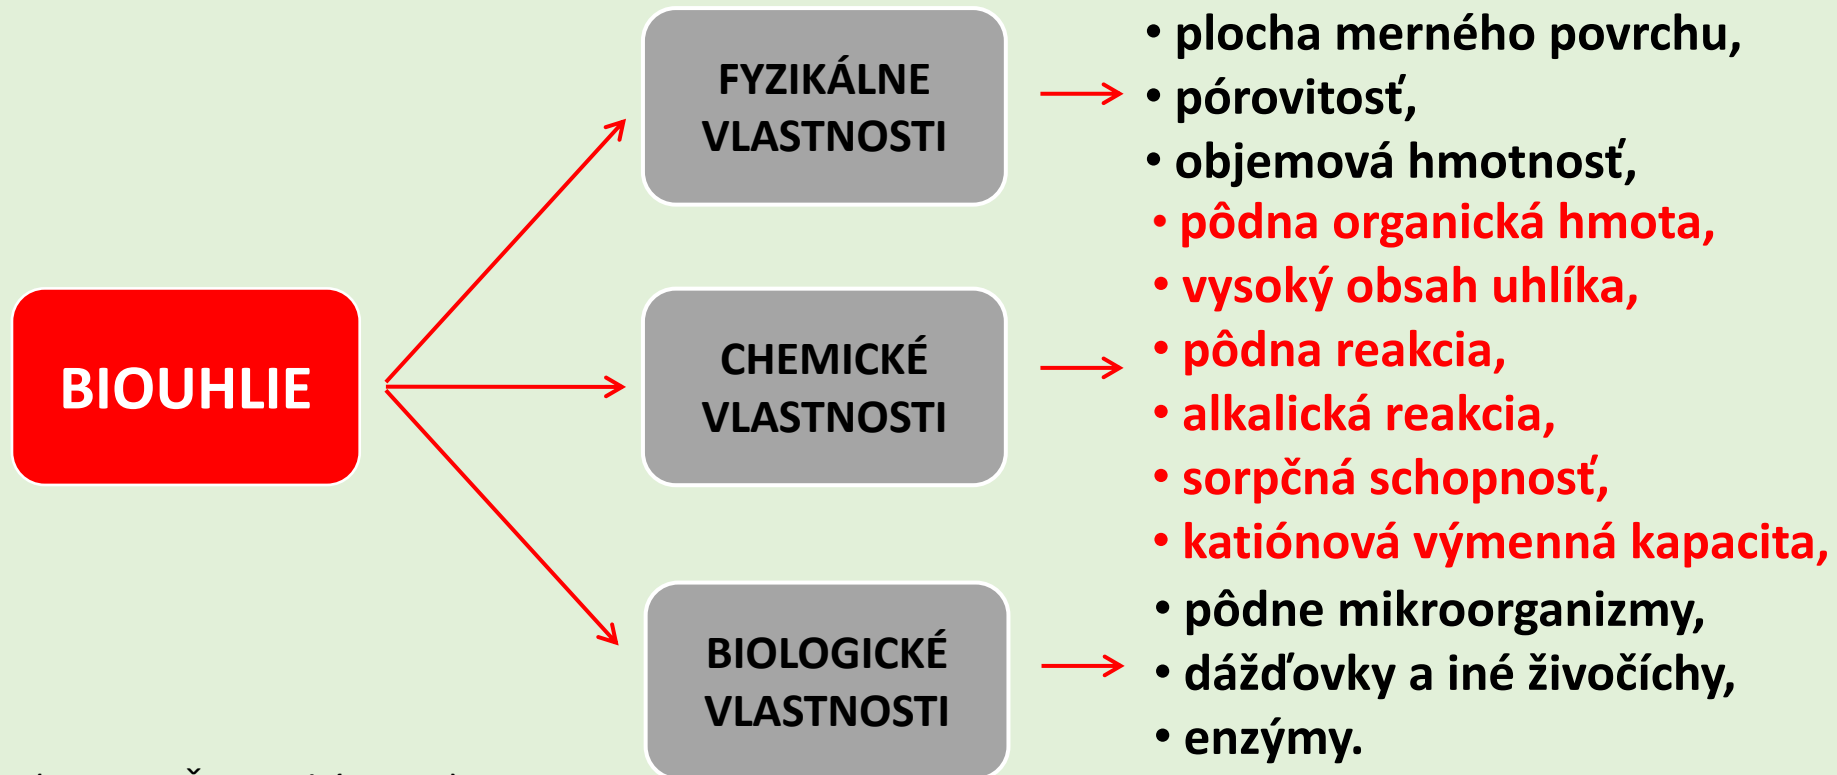 BIOUHLIE
FYZIKÁLNE
VLASTNOSTI
• plocha merného povrchu,
• pórovitosť,
• objemová hmotnosť,
CHEMICKÉ
VLASTNOSTI
• pôdna organická hmota,
• vysoký obsah uhlíka,
• pôdna reakcia,
• alkalická reakcia,
• sorpčná schopnosť,
• katiónová výmenná kapacita,
BIOLOGICKÉ
VLASTNOSTI
• pôdne mikroorganizmy,
• dážďovky a iné živočíchy,
• enzýmy.